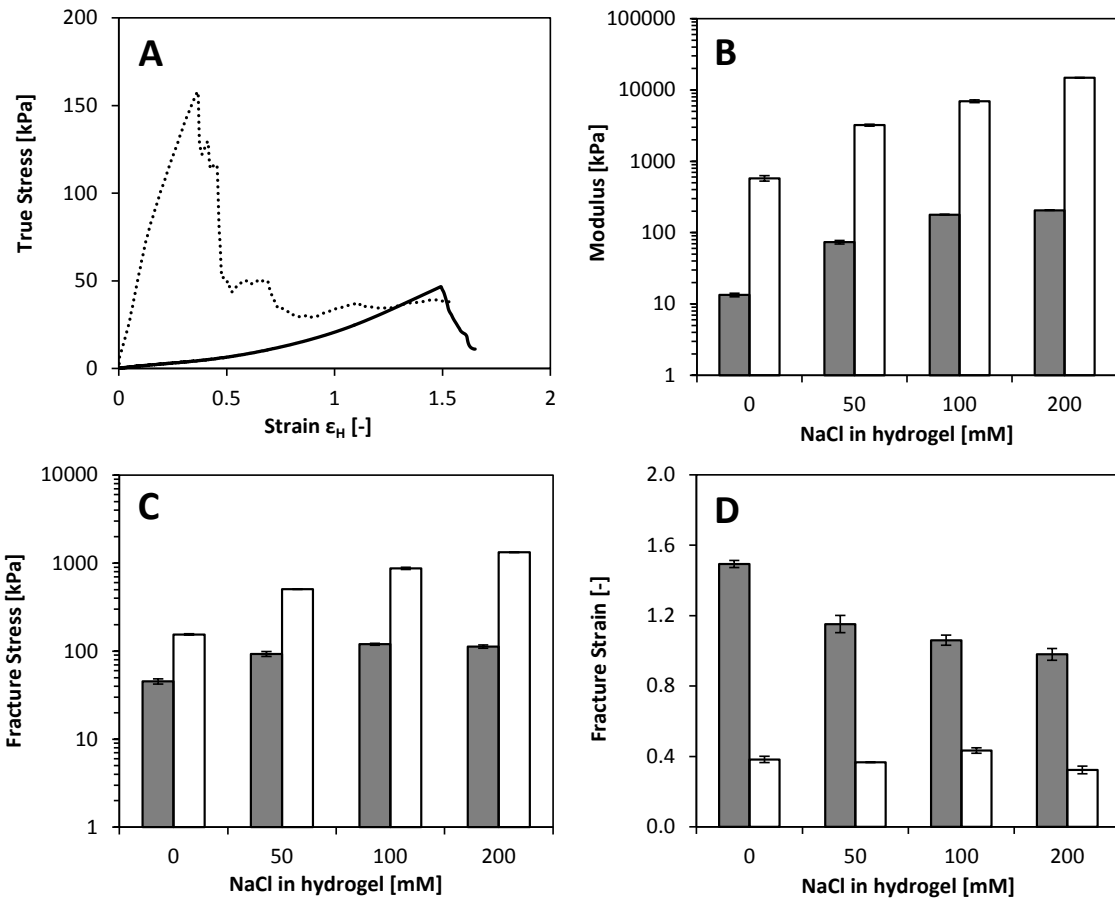 A
True Stress [kPa]
200
150
100
50
0
0 0.5 1 1.5 2
Strain ε_H [-]
B
Modulus [kPa]
100000
10000
1000
100
10
1
0 50 100 200
NaCl in hydrogel [mM]
C
Fracture Stress [kPa]
10000
1000
100
10
1
0 50 100 200
NaCl in hydrogel [mM]
D
Fracture Strain [-]
2.0
1.6
1.2
0.8
0.4
0.0
0 50 100 200
NaCl in hydrogel [mM]